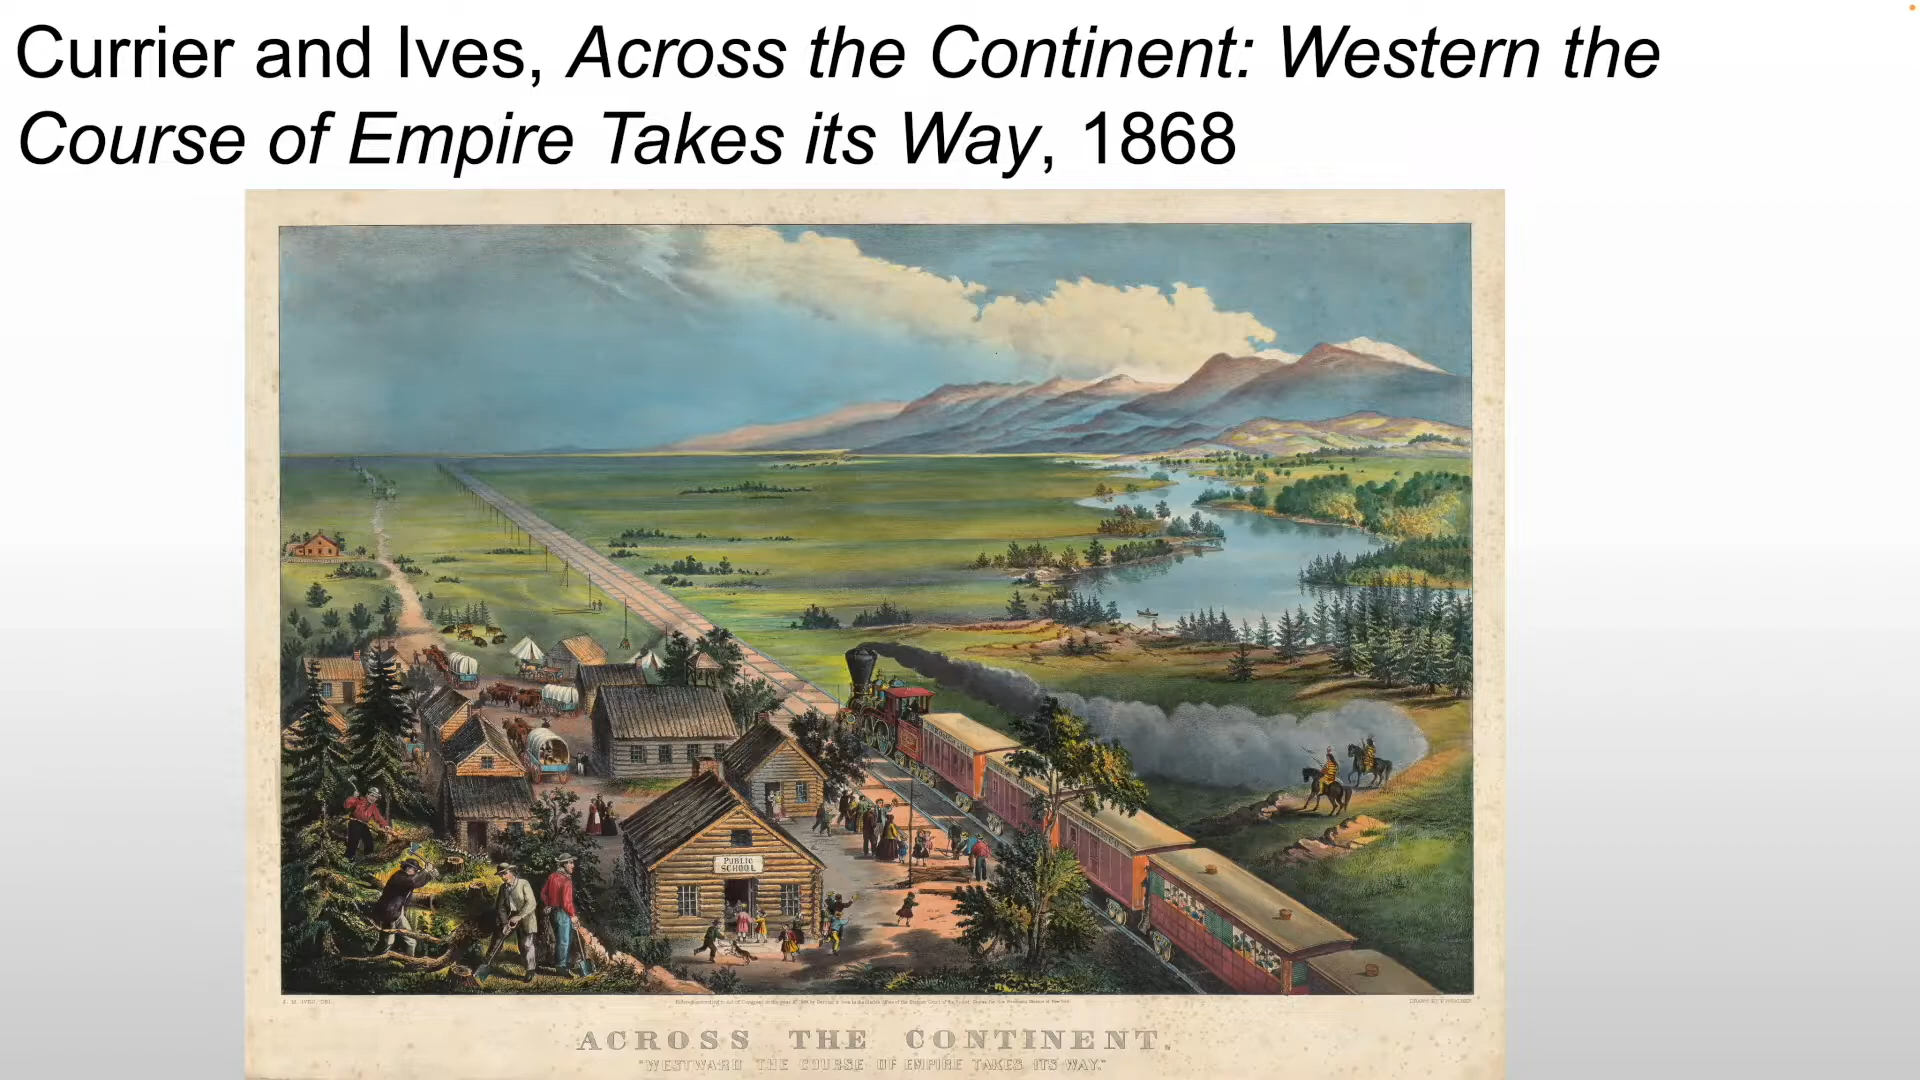 Currier and Ives, Across the Continent: Western the
Course of Empire Takes its Way, 1868
PUBLIC
SCHOOL
ACROSS THE CONTINENT.
"WESTWARD THE COURSE OF EMPIRE TAKES ITS WAY."